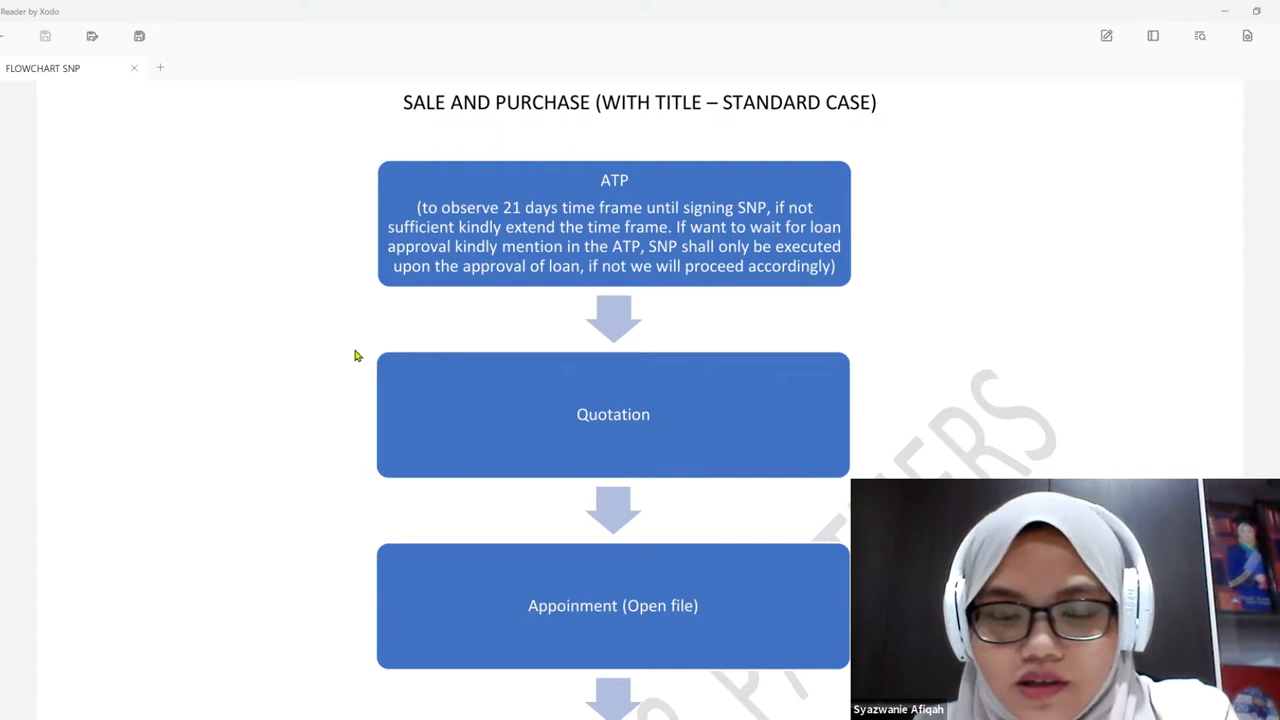 Reader by Xodo
FLOWCHART SNP
SALE AND PURCHASE (WITH TITLE – STANDARD CASE)
ATP
(to observe 21 days time frame until signing SNP, if not
sufficient kindly extend the time frame. If want to wait for loan
approval kindly mention in the ATP, SNP shall only be executed
upon the approval of loan, if not we will proceed accordingly)
Quotation
Appoinment (Open file)
Syazwanie Afiqah